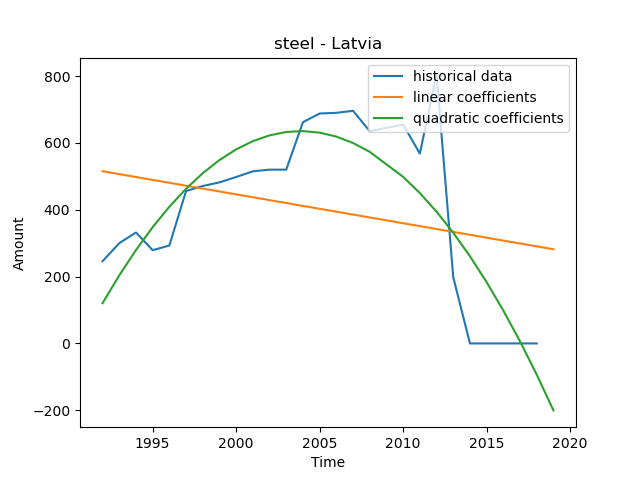 steel - Latvia
historical data
linear coefficients
quadratic coefficients
Amount
800
600
400
200
0
−200
1995
2000
2005
2010
2015
2020
Time